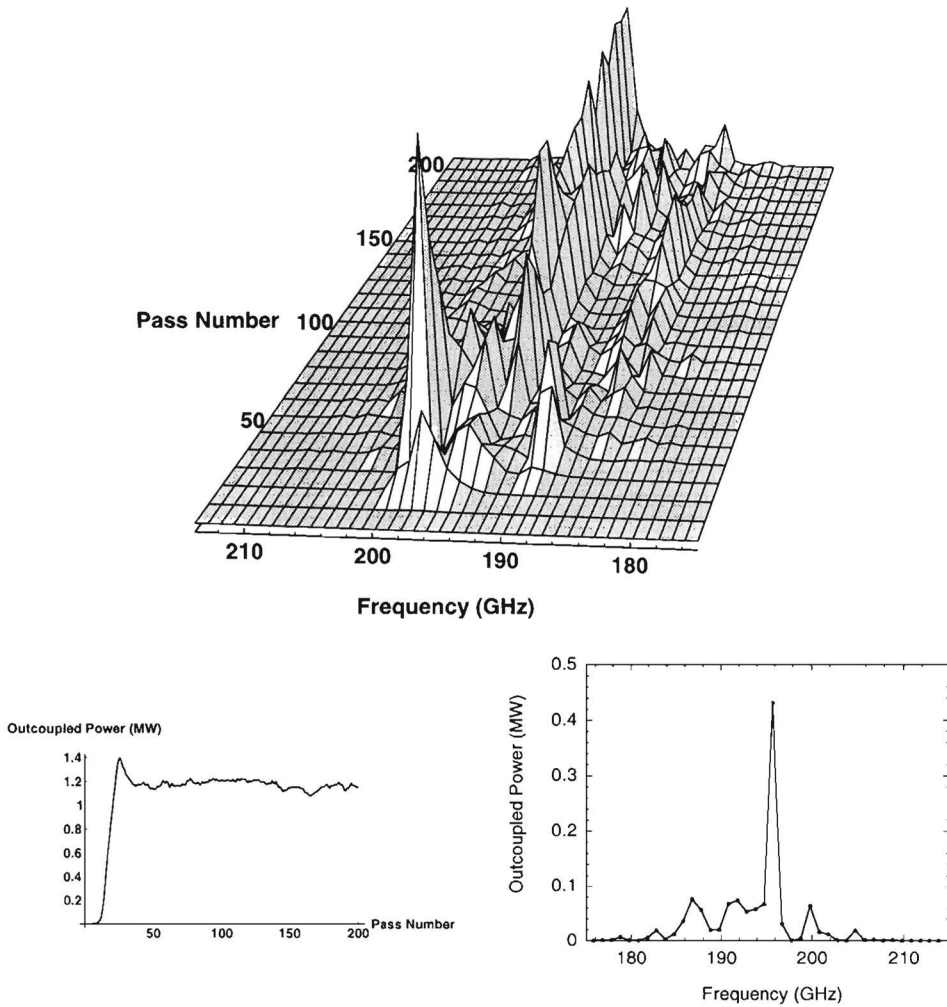 200
150
Pass Number 100
50
210 200 190 180
Frequency (GHz)
Outcoupled Power (MW)
1.4
1.2
1
0.8
0.6
0.4
0.2
50 100 150 200
Pass Number
Outcoupled Power (MW)
0.5
0.4
0.3
0.2
0.1
0
180 190 200 210
Frequency (GHz)